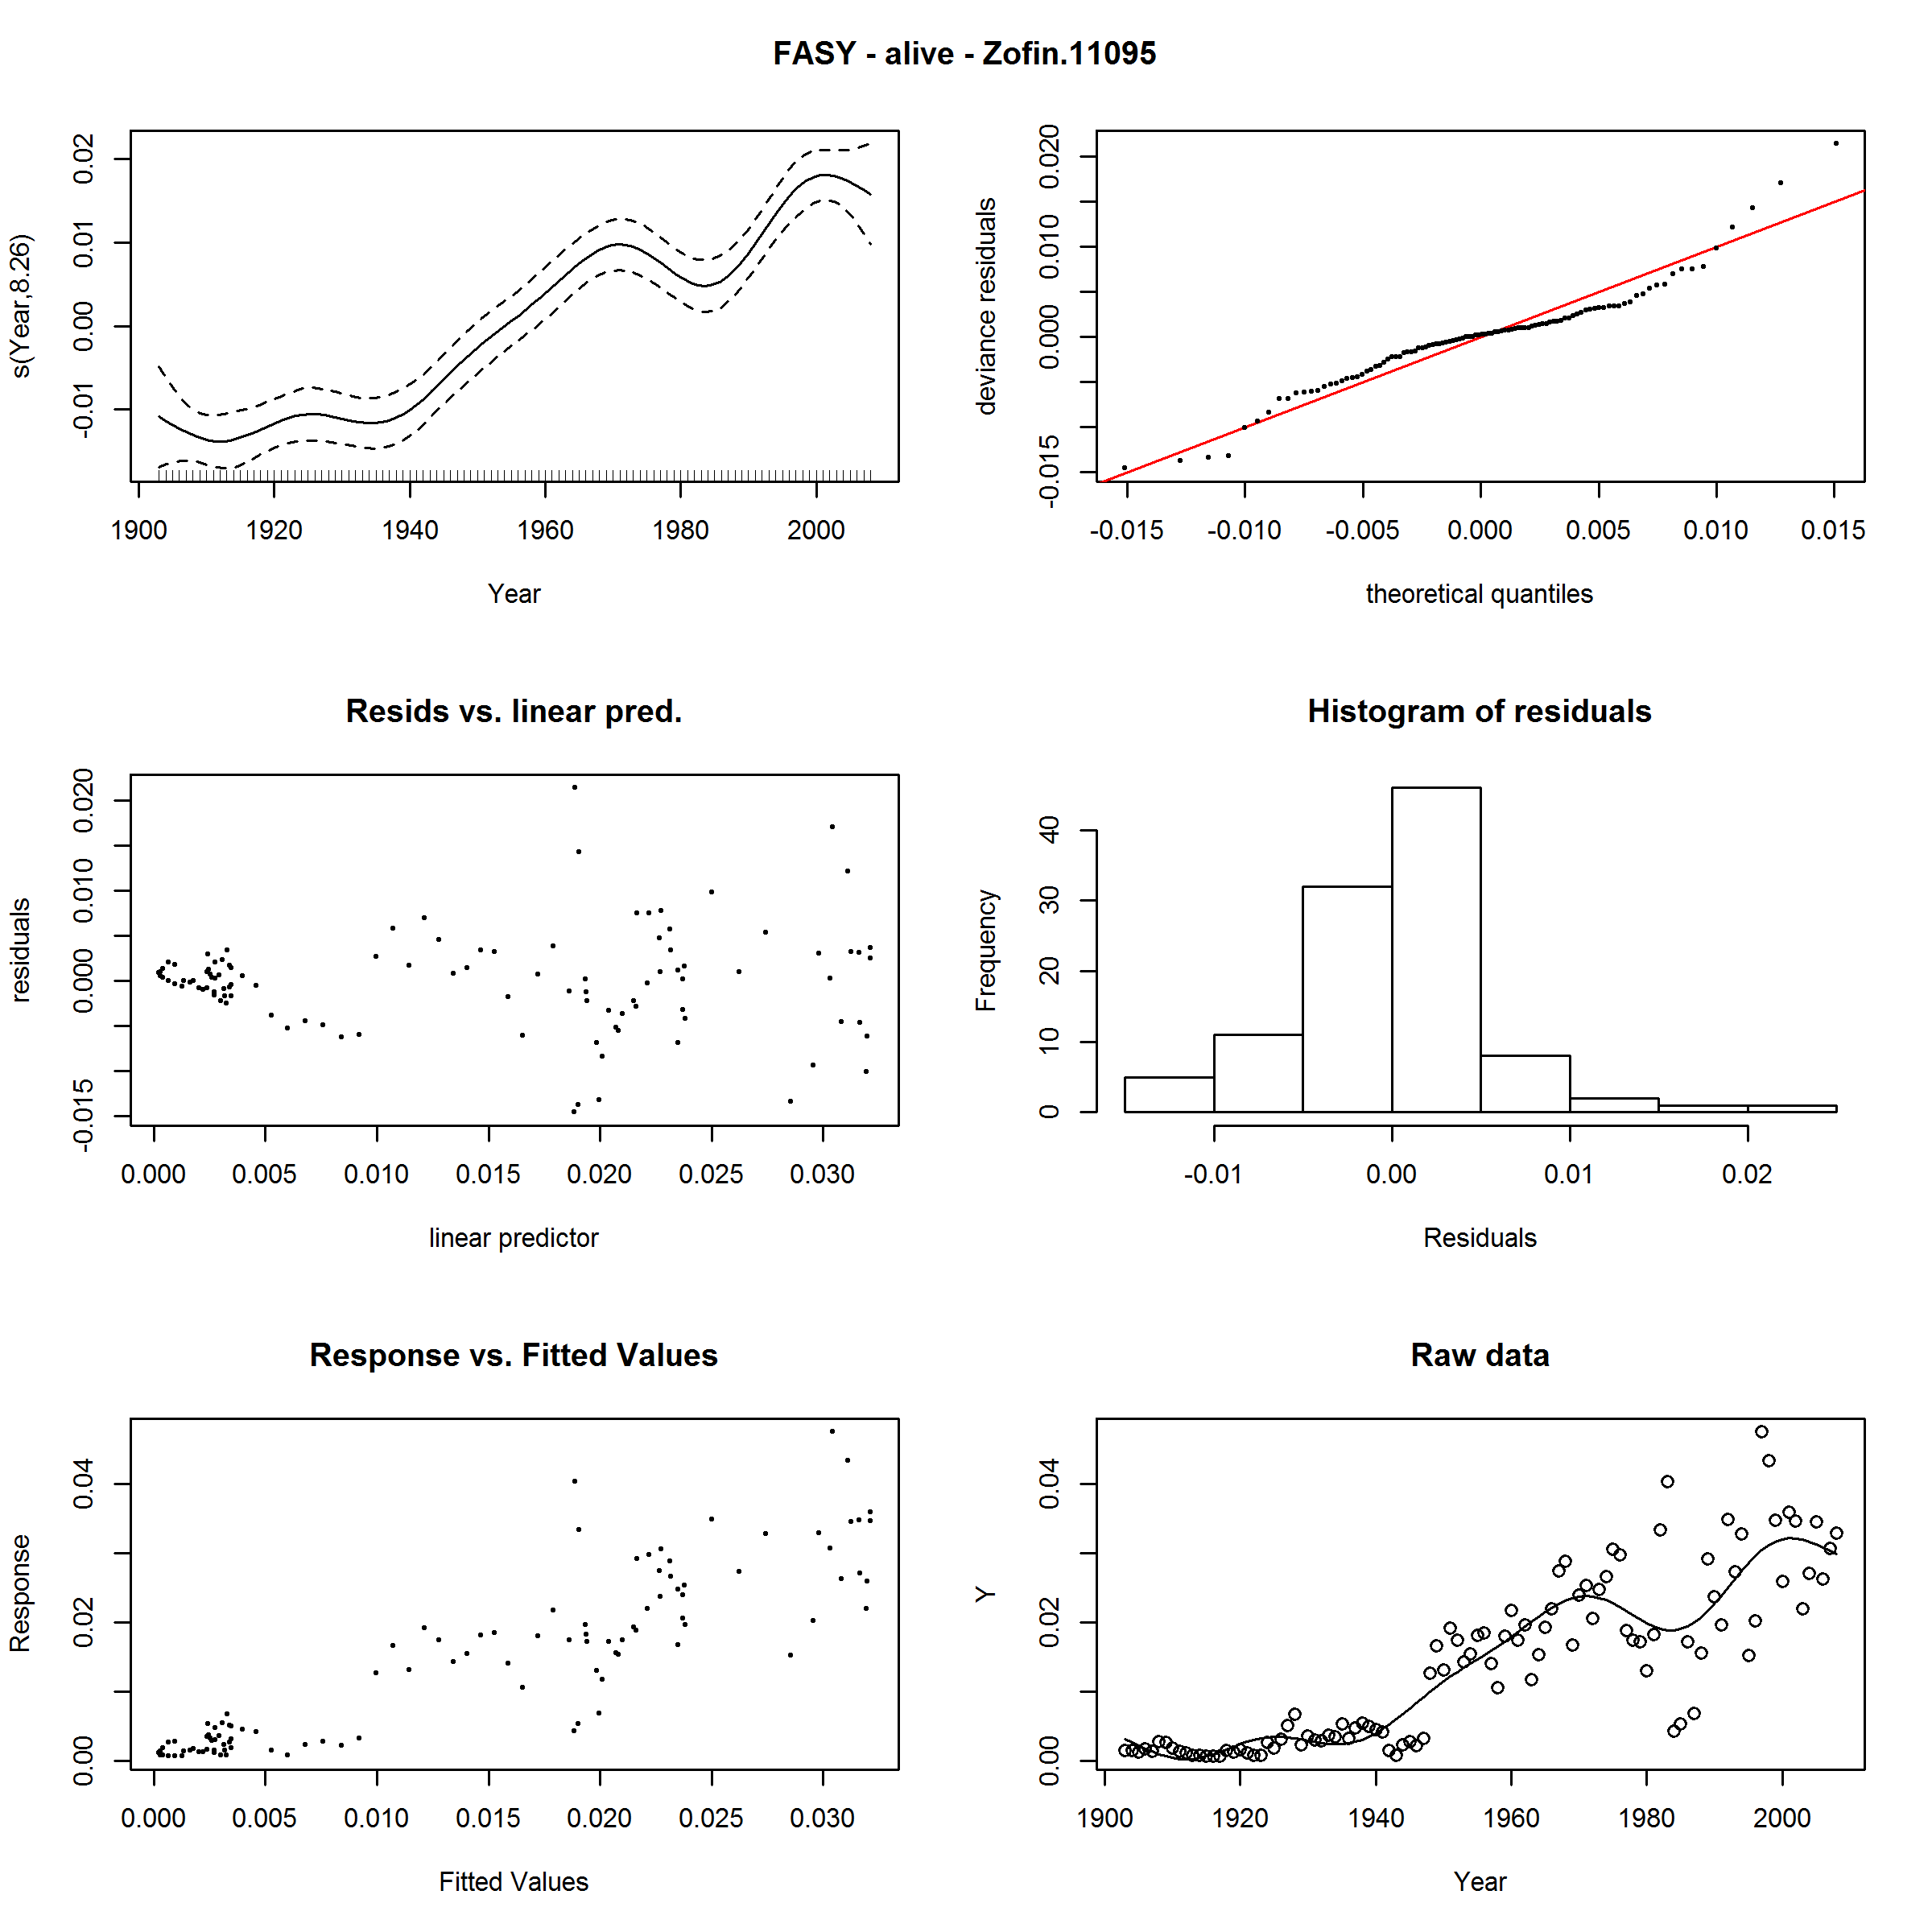 FASY - alive - Zofin.11095
s(Year,8.26)
0.02
0.01
0.00
-0.01
1900 1920 1940 1960 1980 2000
Year
deviance residuals
0.020
0.010
0.000
-0.015
-0.015 -0.010 -0.005 0.000 0.005 0.010 0.015
theoretical quantiles
Resids vs. linear pred.
residuals
0.020
0.010
0.000
-0.015
0.000 0.005 0.010 0.015 0.020 0.025 0.030
linear predictor
Histogram of residuals
Frequency
40
30
20
10
0
-0.01 0.00 0.01 0.02
Residuals
Response vs. Fitted Values
Response
0.04
0.02
0.00
0.000 0.005 0.010 0.015 0.020 0.025 0.030
Fitted Values
Raw data
Y
0.04
0.02
0.00
1900 1920 1940 1960 1980 2000
Year